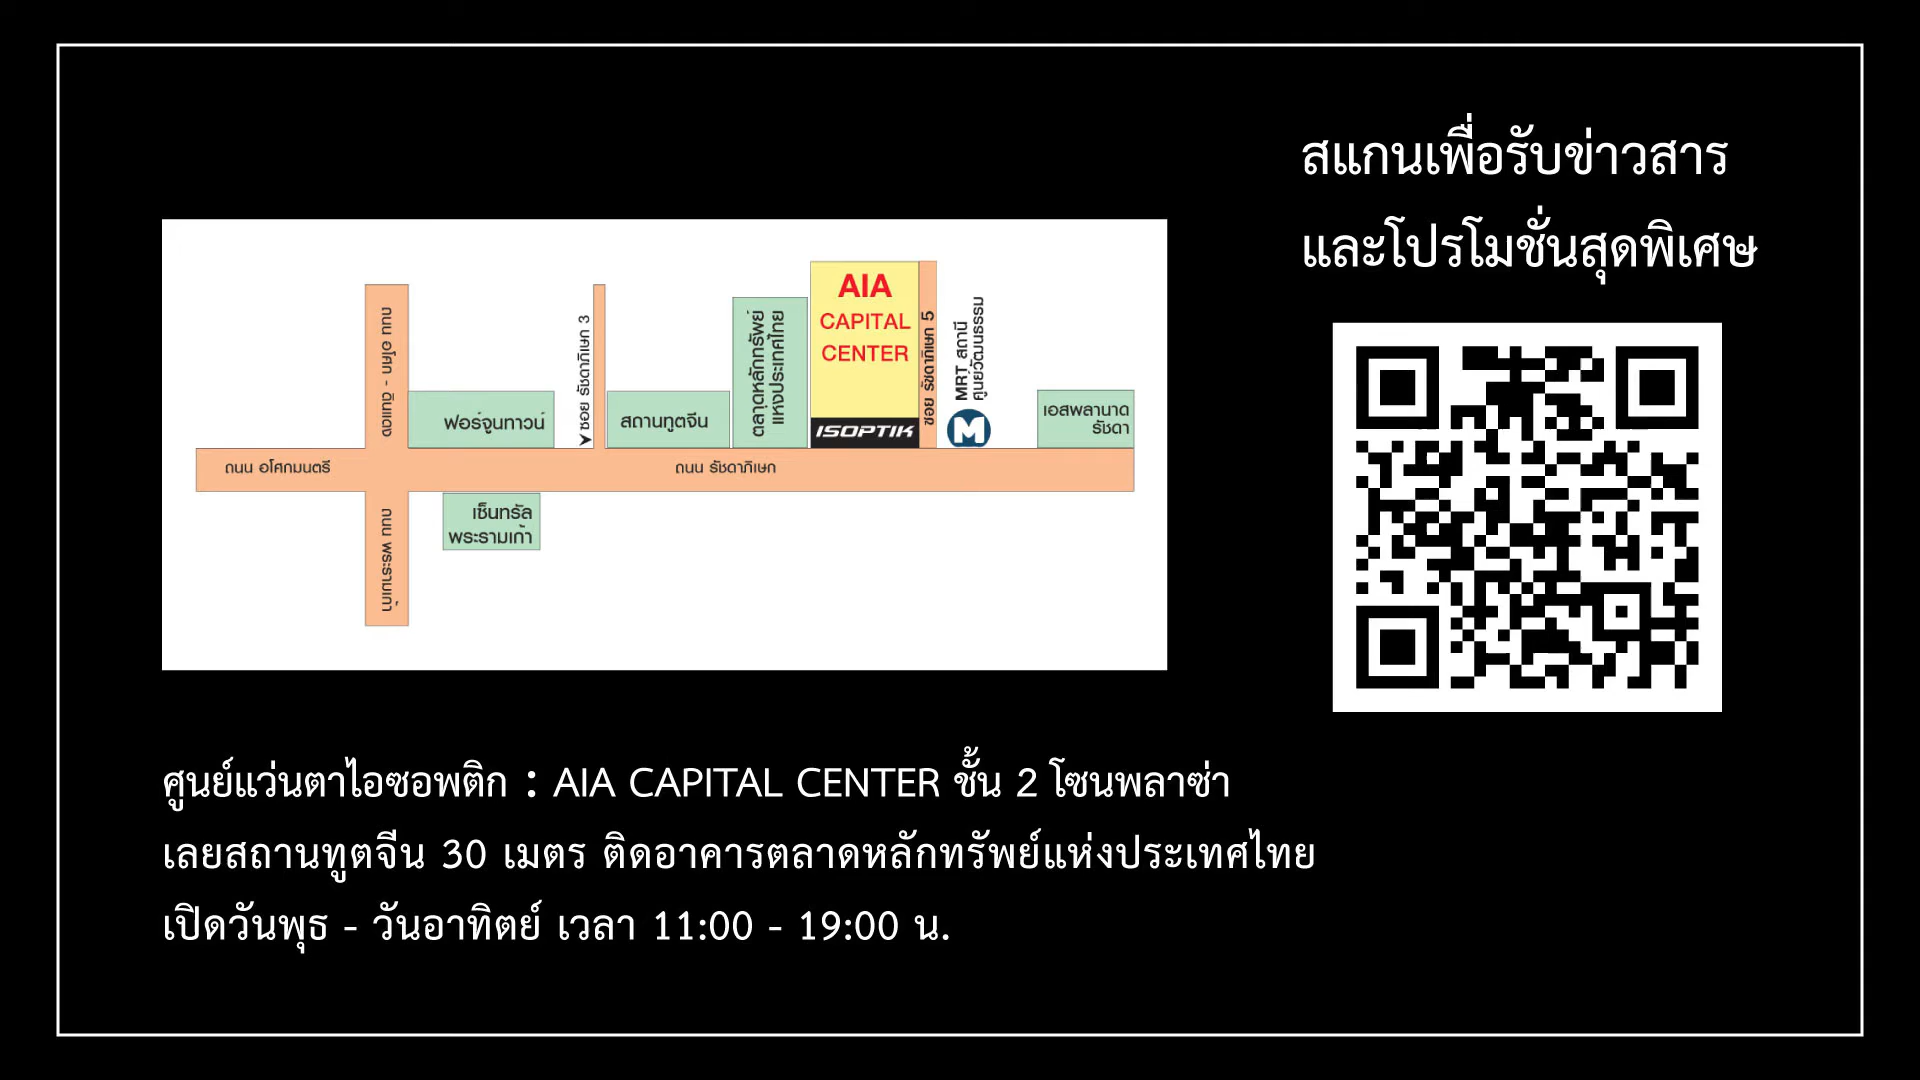 สแกนเพื่อรับข่าวสาร
และโปรโมชั่นสุดพิเศษ
ถนน อโศก - ดินแดง
ฟอร์จูนทาวน์
ซอย รัชดาภิเษก 3
สถานทูตจีน
ตลาดหลักทรัพย์
แห่งประเทศไทย
AIA
CAPITAL
CENTER
ISOPTIK
ซอย รัชดาภิเษก 5
MRT สถานี
ศูนย์วัฒนธรรม
M
เอสพลานาด
รัชดา
ถนน อโศกมนตรี
ถนน รัชดาภิเษก
ถนน พระรามเก้า
เซ็นทรัล
พระรามเก้า
ศูนย์แว่นตาไอซอพติก : AIA CAPITAL CENTER ชั้น 2 โซนพลาซ่า
เลยสถานทูตจีน 30 เมตร ติดอาคารตลาดหลักทรัพย์แห่งประเทศไทย
เปิดวันพุธ - วันอาทิตย์ เวลา 11:00 - 19:00 น.